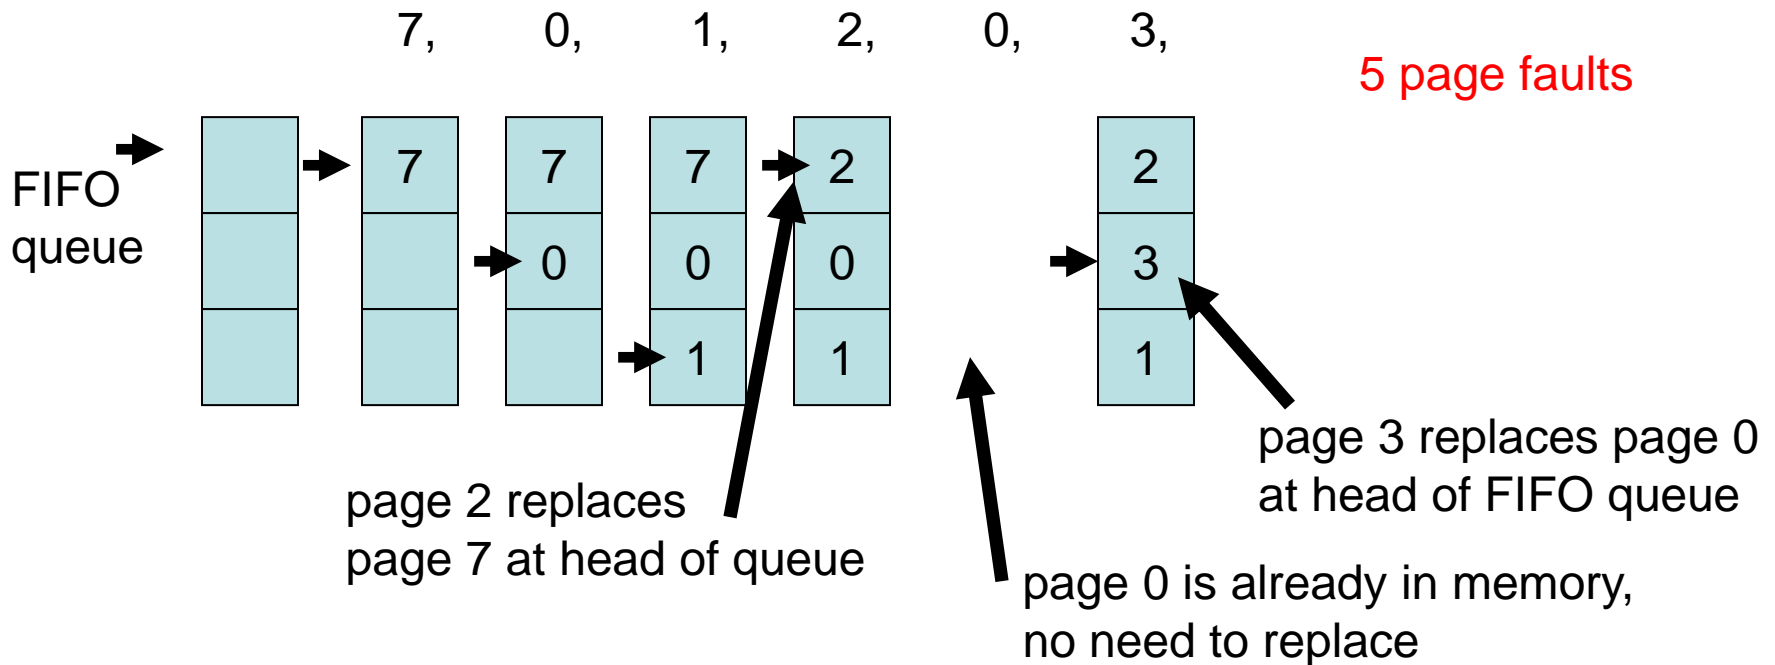 7, 0, 1, 2, 0, 3,
5 page faults
FIFO
queue
7 7 7 2 2
0 0 0 3
1 1 1
page 3 replaces page 0
at head of FIFO queue
page 2 replaces
page 7 at head of queue
page 0 is already in memory,
no need to replace